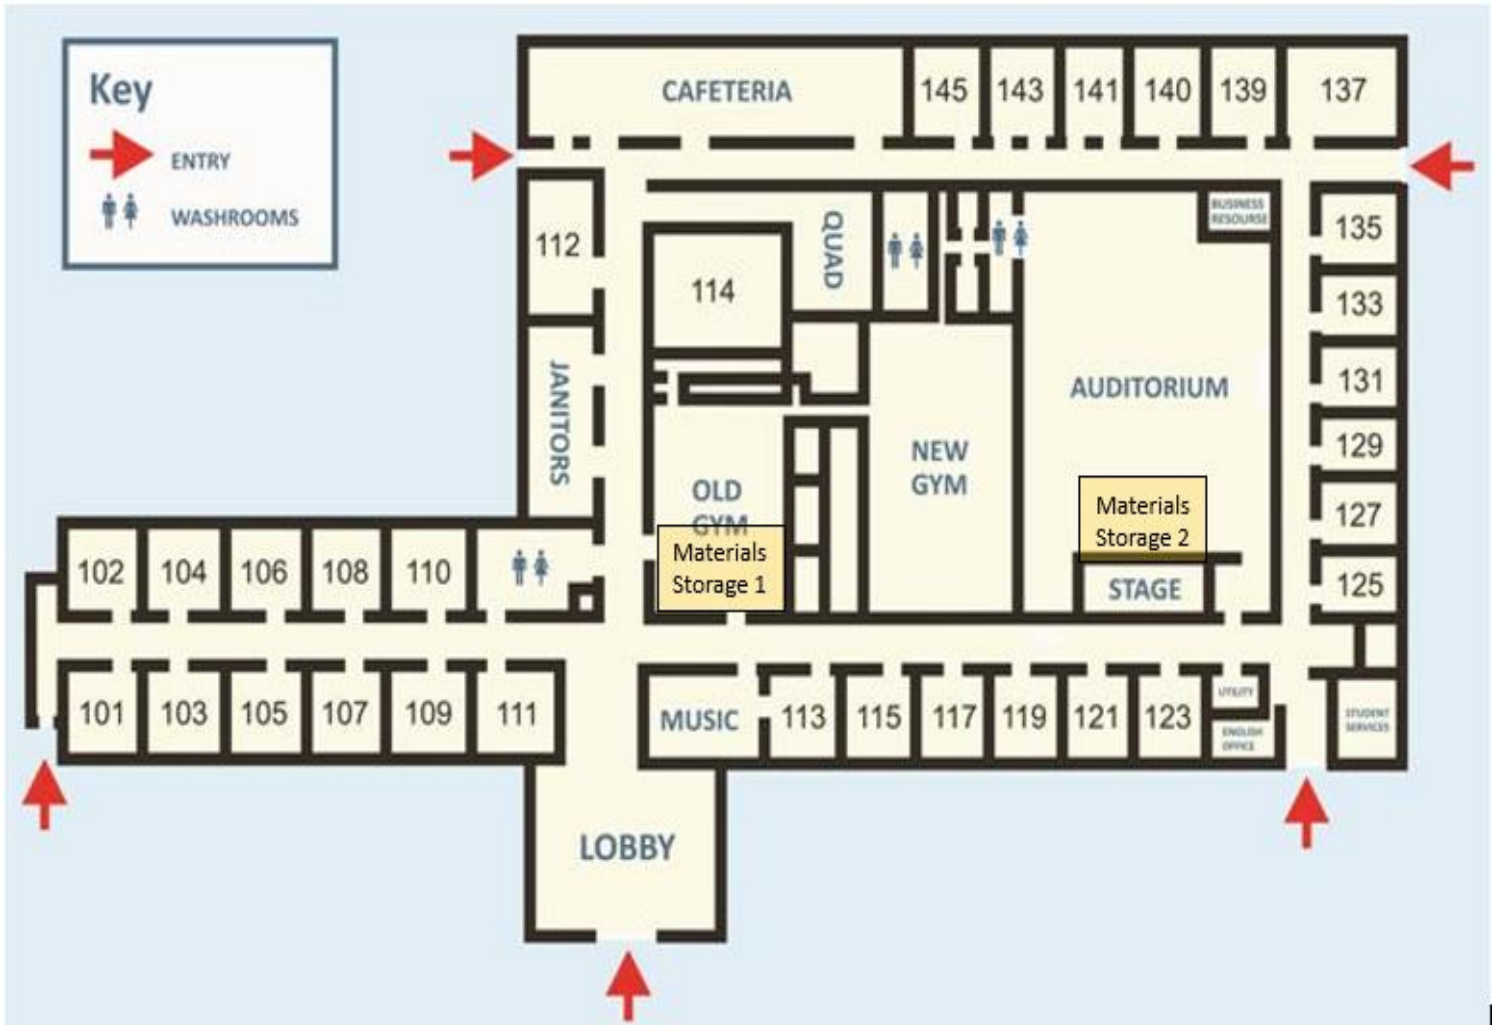 Key
ENTRY
WASHROOMS
CAFETERIA
145
143
141
140
139
137
112
114
QUAD
BUSINESS
RESOURSE
135
133
131
129
127
125
JANITORS
AUDITORIUM
NEW
GYM
OLD
GYM
Materials
Storage 1
Materials
Storage 2
STAGE
102
104
106
108
110
101
103
105
107
109
111
MUSIC
113
115
117
119
121
123
UTILITY
ENGLISH
OFFICE
STUDENT
SERVICES
LOBBY